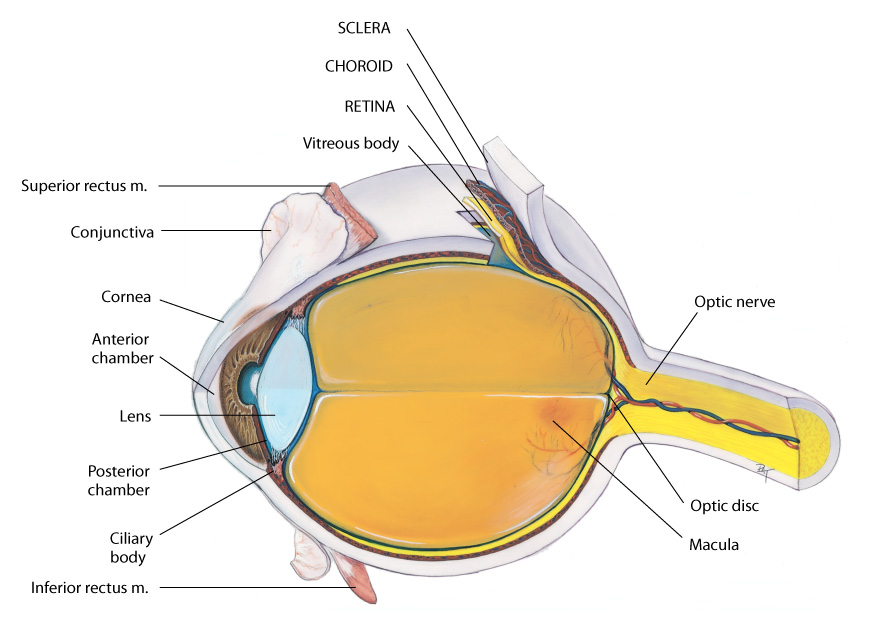 SCLERA
CHOROID
RETINA
Vitreous body
Superior rectus m.
Conjunctiva
Cornea
Anterior
chamber
Lens
Posterior
chamber
Ciliary
body
Inferior rectus m.
Optic nerve
Optic disc
Macula